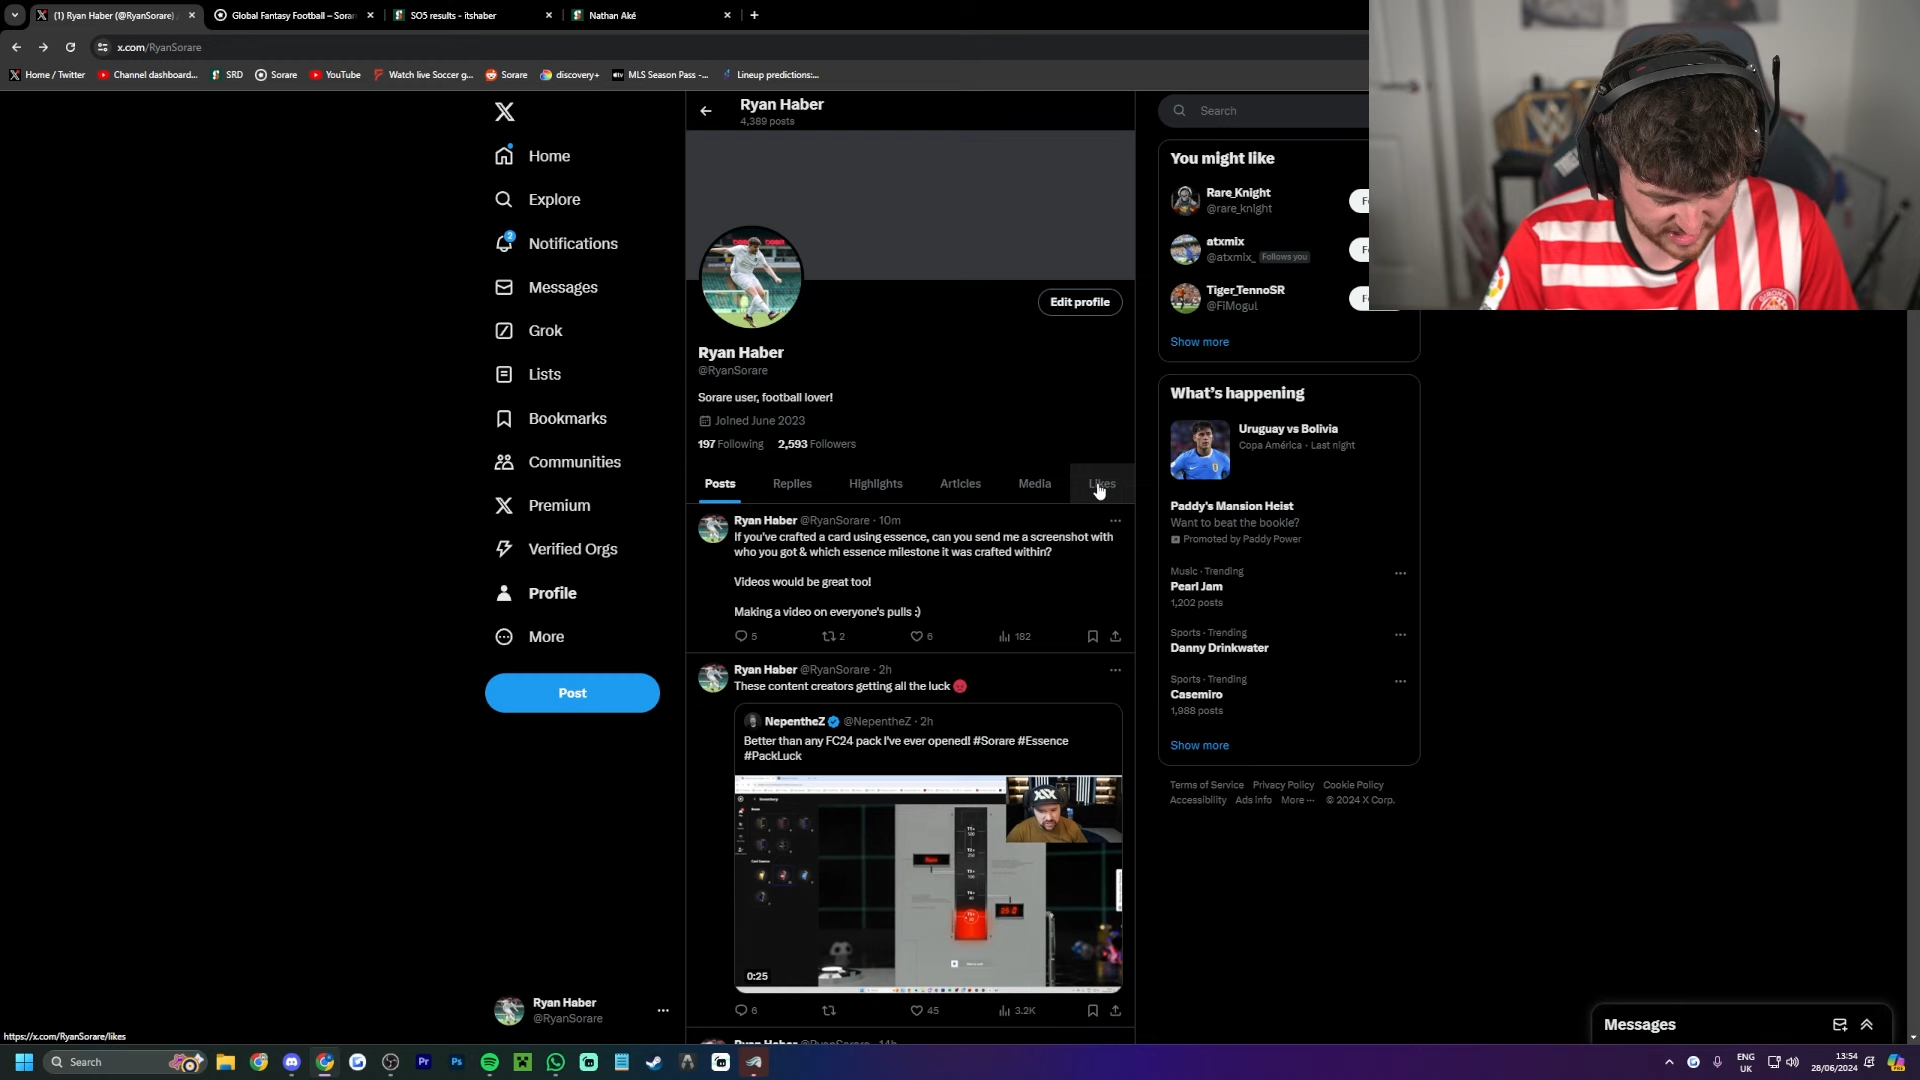 (1) Ryan Haber (@RyanSorare)
Global Fantasy Football – Sorar
SO5 results - itshaber
Nathan Aké
x.com/RyanSorare
Home / Twitter
Channel dashboard...
SRD
Sorare
YouTube
Watch live Soccer g...
Sorare
discovery+
MLS Season Pass -...
Lineup predictions:...
Home
Explore
2
Notifications
Messages
Grok
Lists
Bookmarks
Communities
Premium
Verified Orgs
Profile
More
Post
Ryan Haber
@RyanSorare
Ryan Haber
4,389 posts
Edit profile
Ryan Haber
@RyanSorare
Sorare user, football lover!
Joined June 2023
197 Following 2,593 Followers
Posts Replies Highlights Articles Media Likes
Ryan Haber @RyanSorare · 10m
If you've crafted a card using essence, can you send me a screenshot with
who you got & which essence milestone it was crafted within?
Videos would be great too!
Making a video on everyone's pulls :)
5 2 6 182
Ryan Haber @RyanSorare · 2h
These content creators getting all the luck
NepentheZ @NepentheZ · 2h
Better than any FC24 pack I've ever opened! #Sorare #Essence
#PackLuck
0:25
6 45 3.2K
Search
You might like
Rare_Knight
@rare_kn1ght
atxmix
@atxmix_ Follows you
Tiger_TennoSR
@FiMogul
Show more
What's happening
Uruguay vs Bolivia
Copa América · Last night
Paddy's Mansion Heist
Want to beat the bookie?
Promoted by Paddy Power
Music · Trending
Pearl Jam
1,202 posts
Sports · Trending
Danny Drinkwater
Sports · Trending
Casemiro
1,988 posts
Show more
Terms of Service Privacy Policy Cookie Policy
Accessibility Ads info More ··· © 2024 X Corp.
Messages
https://x.com/RyanSorare/likes
Search
Pr
Ps
ENG
UK
13:54
28/06/2024